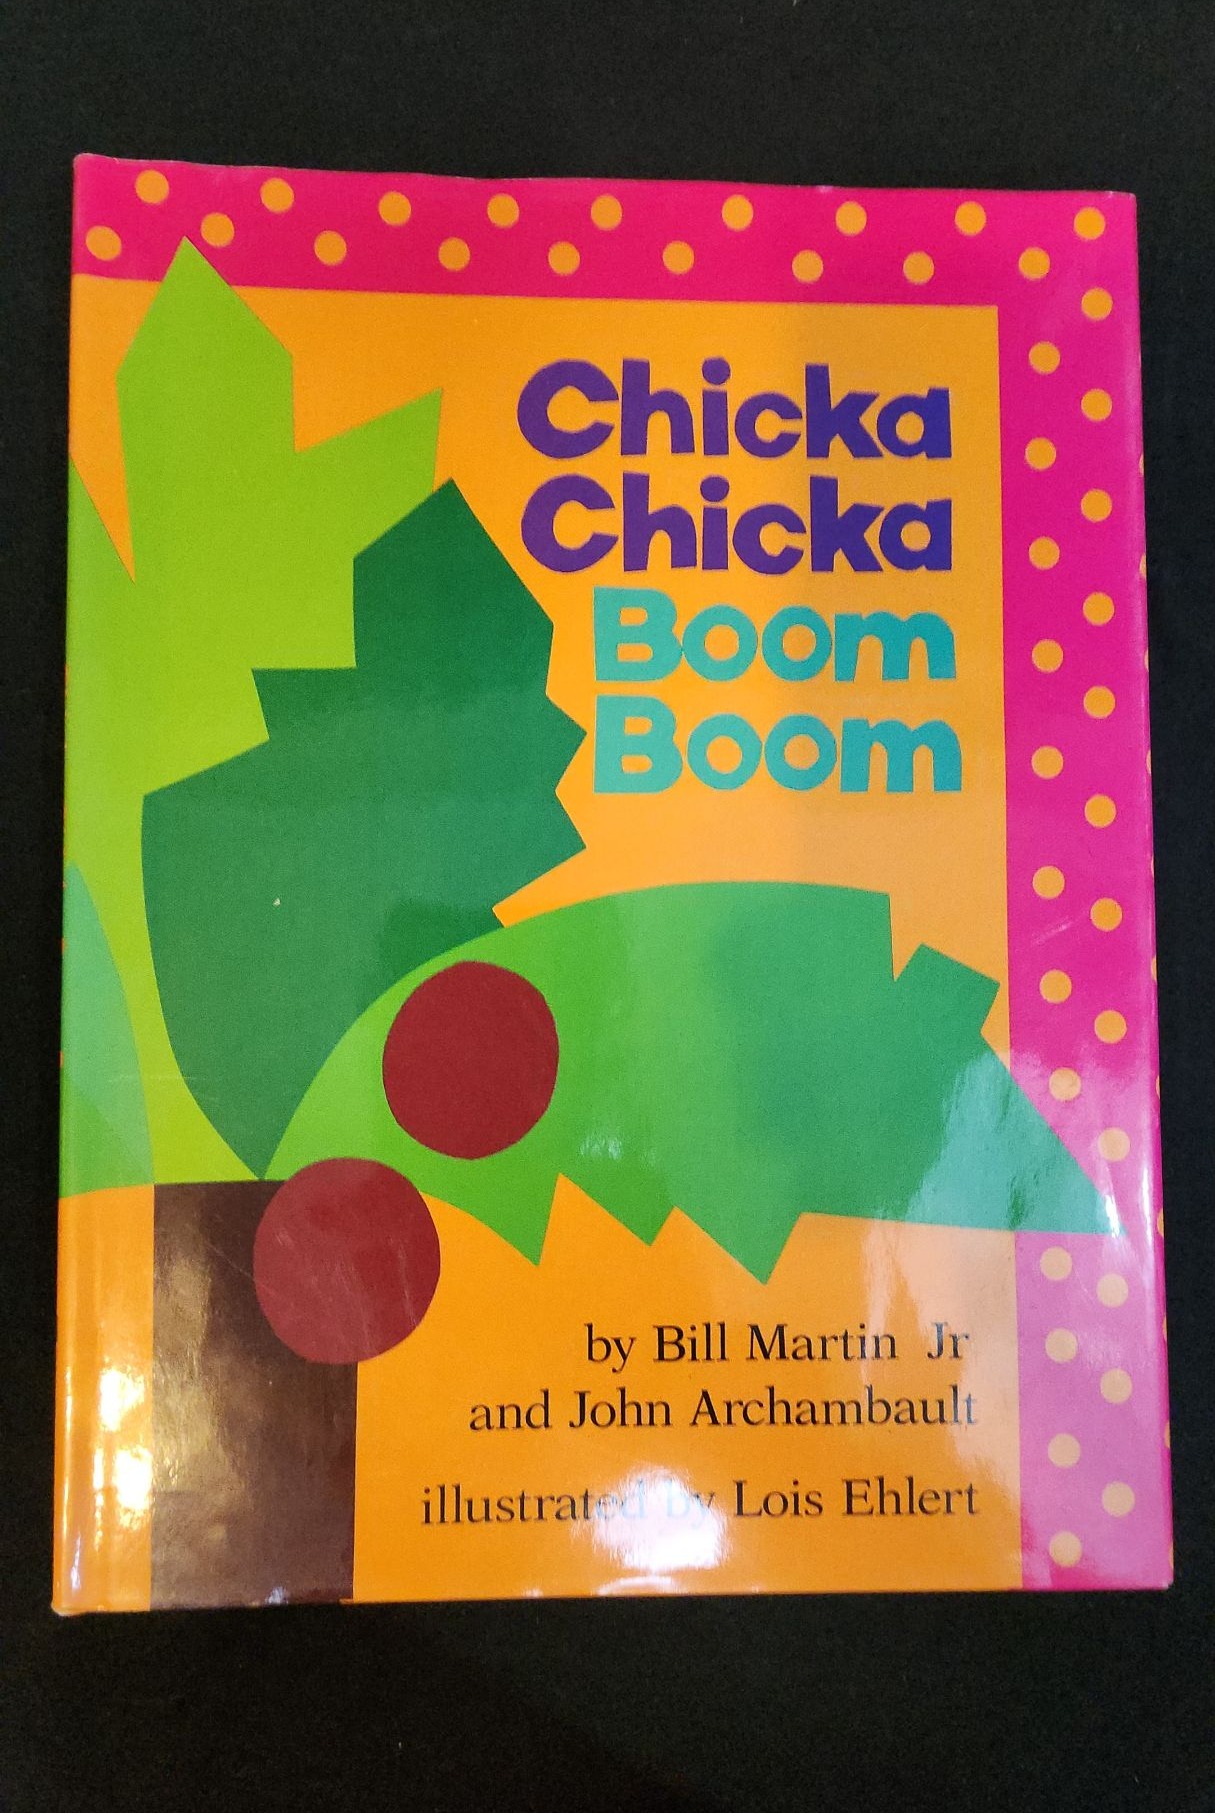 Chicka
Chicka
Boom
Boom
by Bill Martin Jr
and John Archambault
illustrated by Lois Ehlert